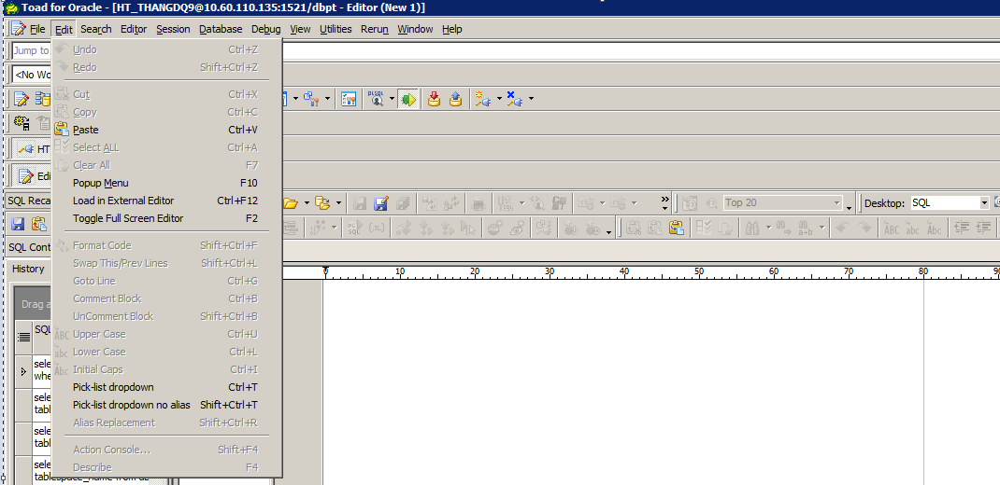 Toad for Oracle - [HT_THANGDQ9@10.60.110.135:1521/dbpt - Editor (New 1)]
File Edit Search Editor Session Database Debug View Utilities Rerun Window Help
Jump to
<No Wo
HT
Edi
SQL Reca
Top 20
Desktop: SQL
SQL Cont
History
Drag a
SQL
sele
whe
sele
tabl
sele
tabl
sele
tablespace_name from dz
Undo Ctrl+Z
Redo Shift+Ctrl+Z
Cut Ctrl+X
Copy Ctrl+C
Paste Ctrl+V
Select ALL Ctrl+A
Clear All F7
Popup Menu F10
Load in External Editor Ctrl+F12
Toggle Full Screen Editor F2
Format Code Shift+Ctrl+F
Swap This/Prev Lines Shift+Ctrl+L
Goto Line Ctrl+G
Comment Block Ctrl+B
UnComment Block Shift+Ctrl+B
Upper Case Ctrl+U
Lower Case Ctrl+L
Initial Caps Ctrl+I
Pick-list dropdown Ctrl+T
Pick-list dropdown no alias Shift+Ctrl+T
Alias Replacement Shift+Ctrl+R
Action Console... Shift+F4
Describe F4
0 10 20 30 40 50 60 70 80 90